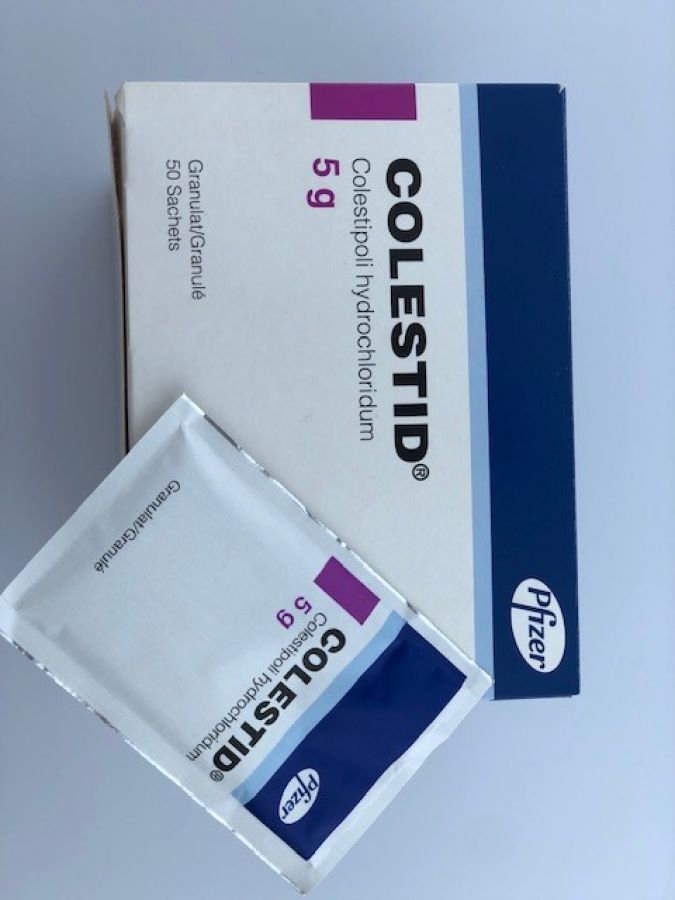 COLESTID®
Colestipoli hydrochloridum
5 g
Granulat/Granulé
50 Sachets
Pfizer
COLESTID®
Colestipoli hydrochloridum
5 g
Granulat/Granulé
Pfizer